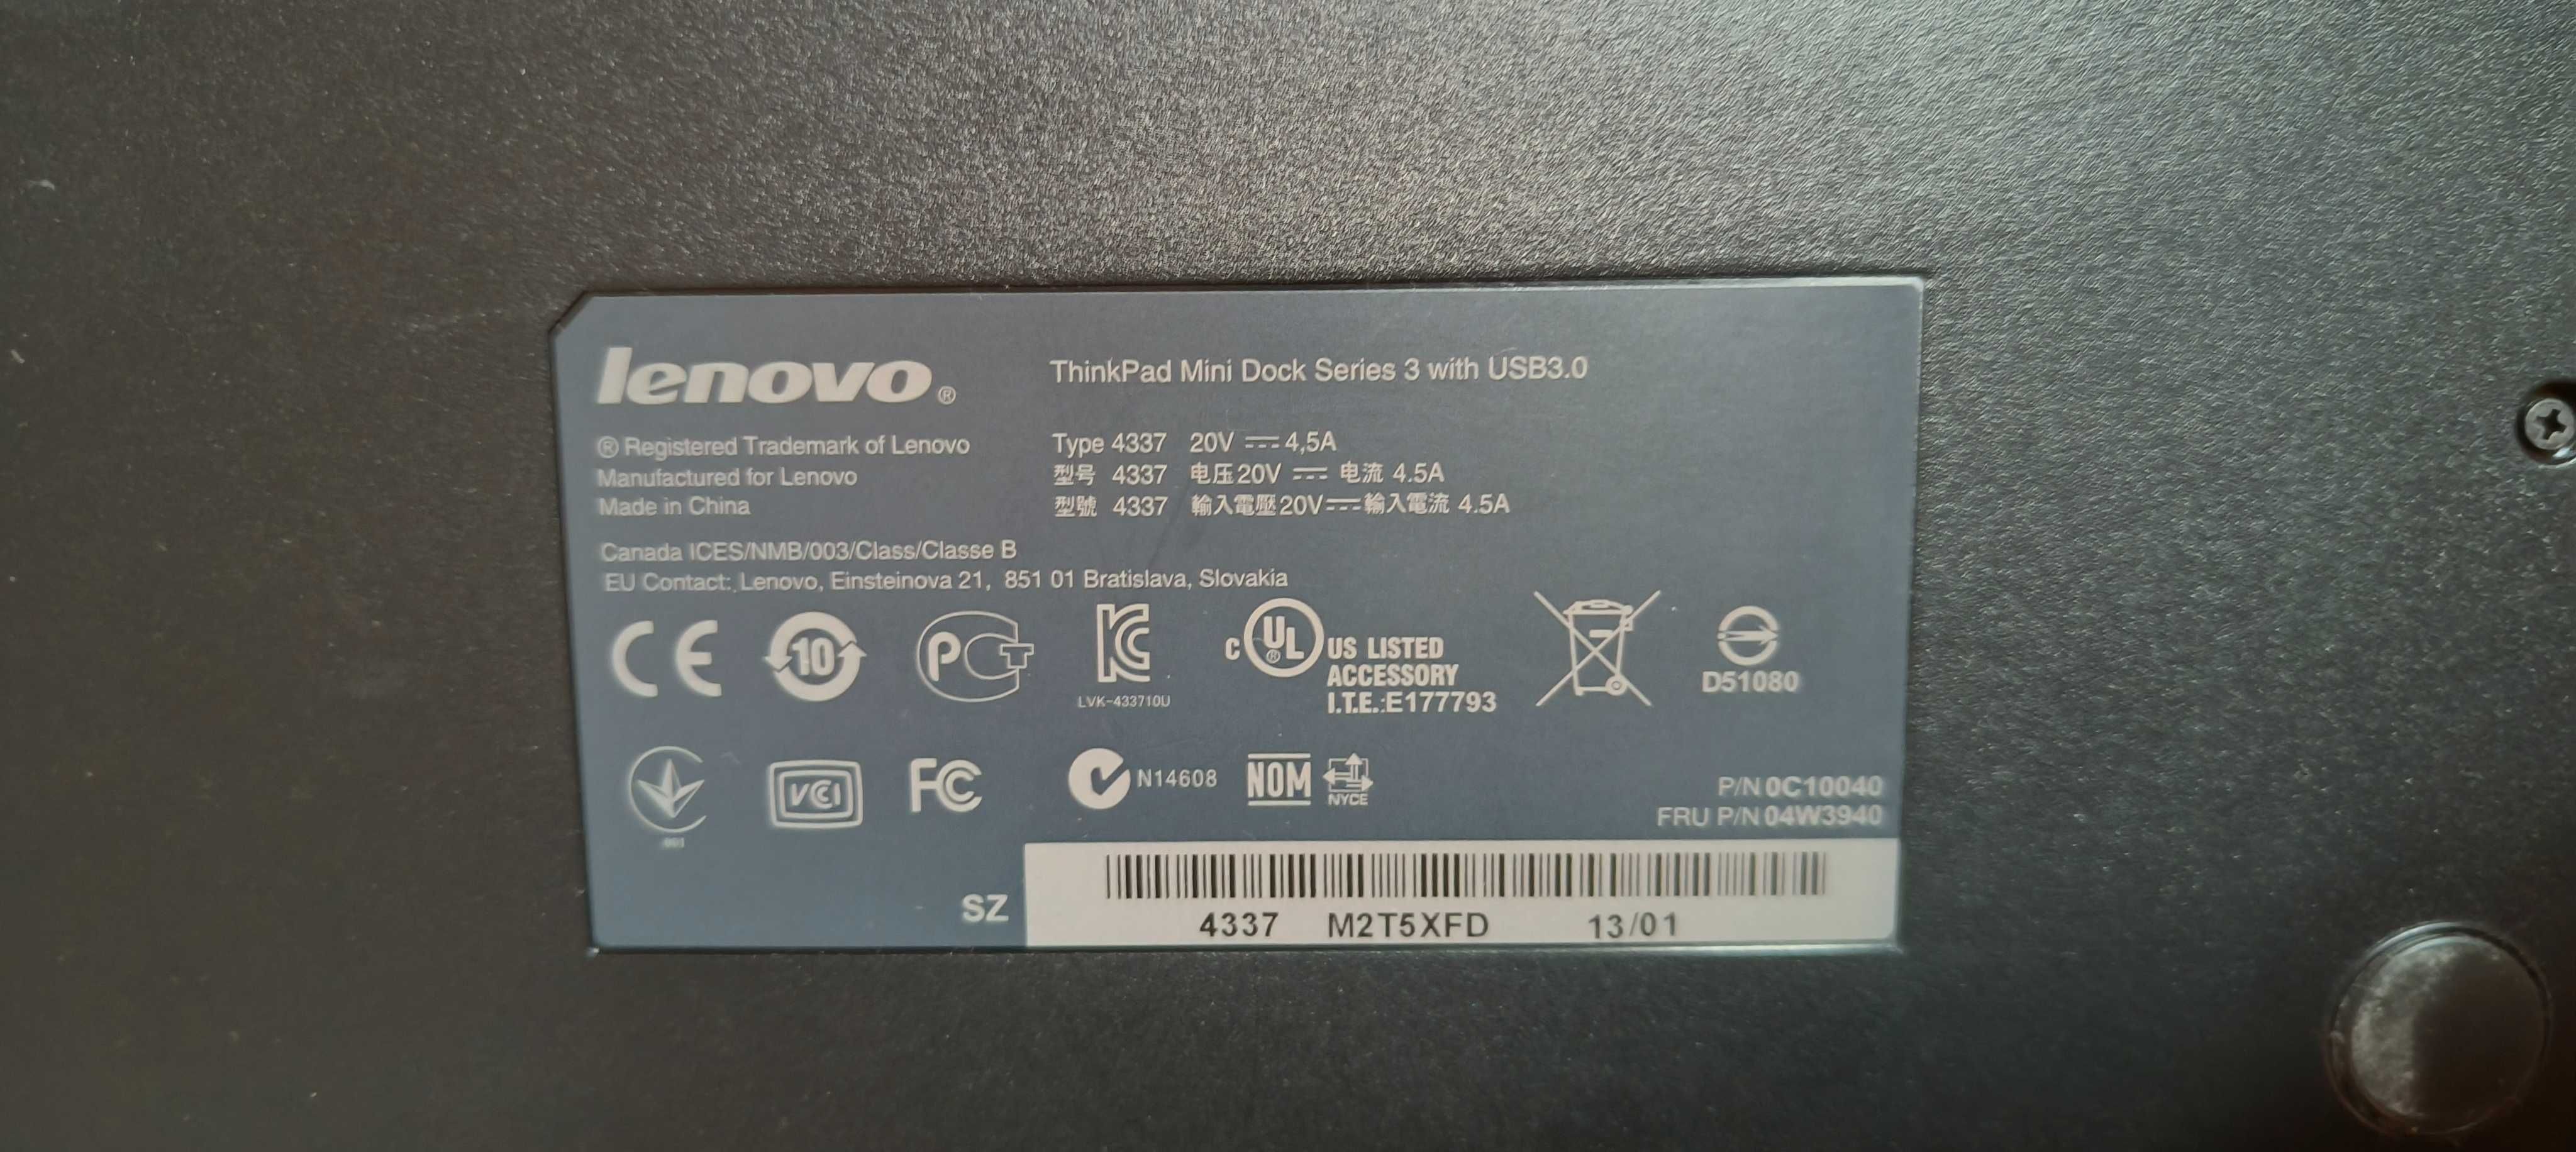 lenovo®
ThinkPad Mini Dock Series 3 with USB3.0
® Registered Trademark of Lenovo
Manufactured for Lenovo
Made in China
Type 4337 20V ⎓ 4,5A
型号 4337 电压20V ⎓ 电流 4.5A
型號 4337 輸入電壓20V⎓輸入電流 4.5A
Canada ICES/NMB/003/Class/Classe B
EU Contact: Lenovo, Einsteinova 21, 851 01 Bratislava, Slovakia
CE
10
PCT
KC
LVK-433710U
C UL® US LISTED
ACCESSORY
I.T.E.:E177793
D51080
VCI
FC
N14608
NOM
NYCE
P/N 0C10040
FRU P/N 04W3940
SZ
4337 M2T5XFD 13/01